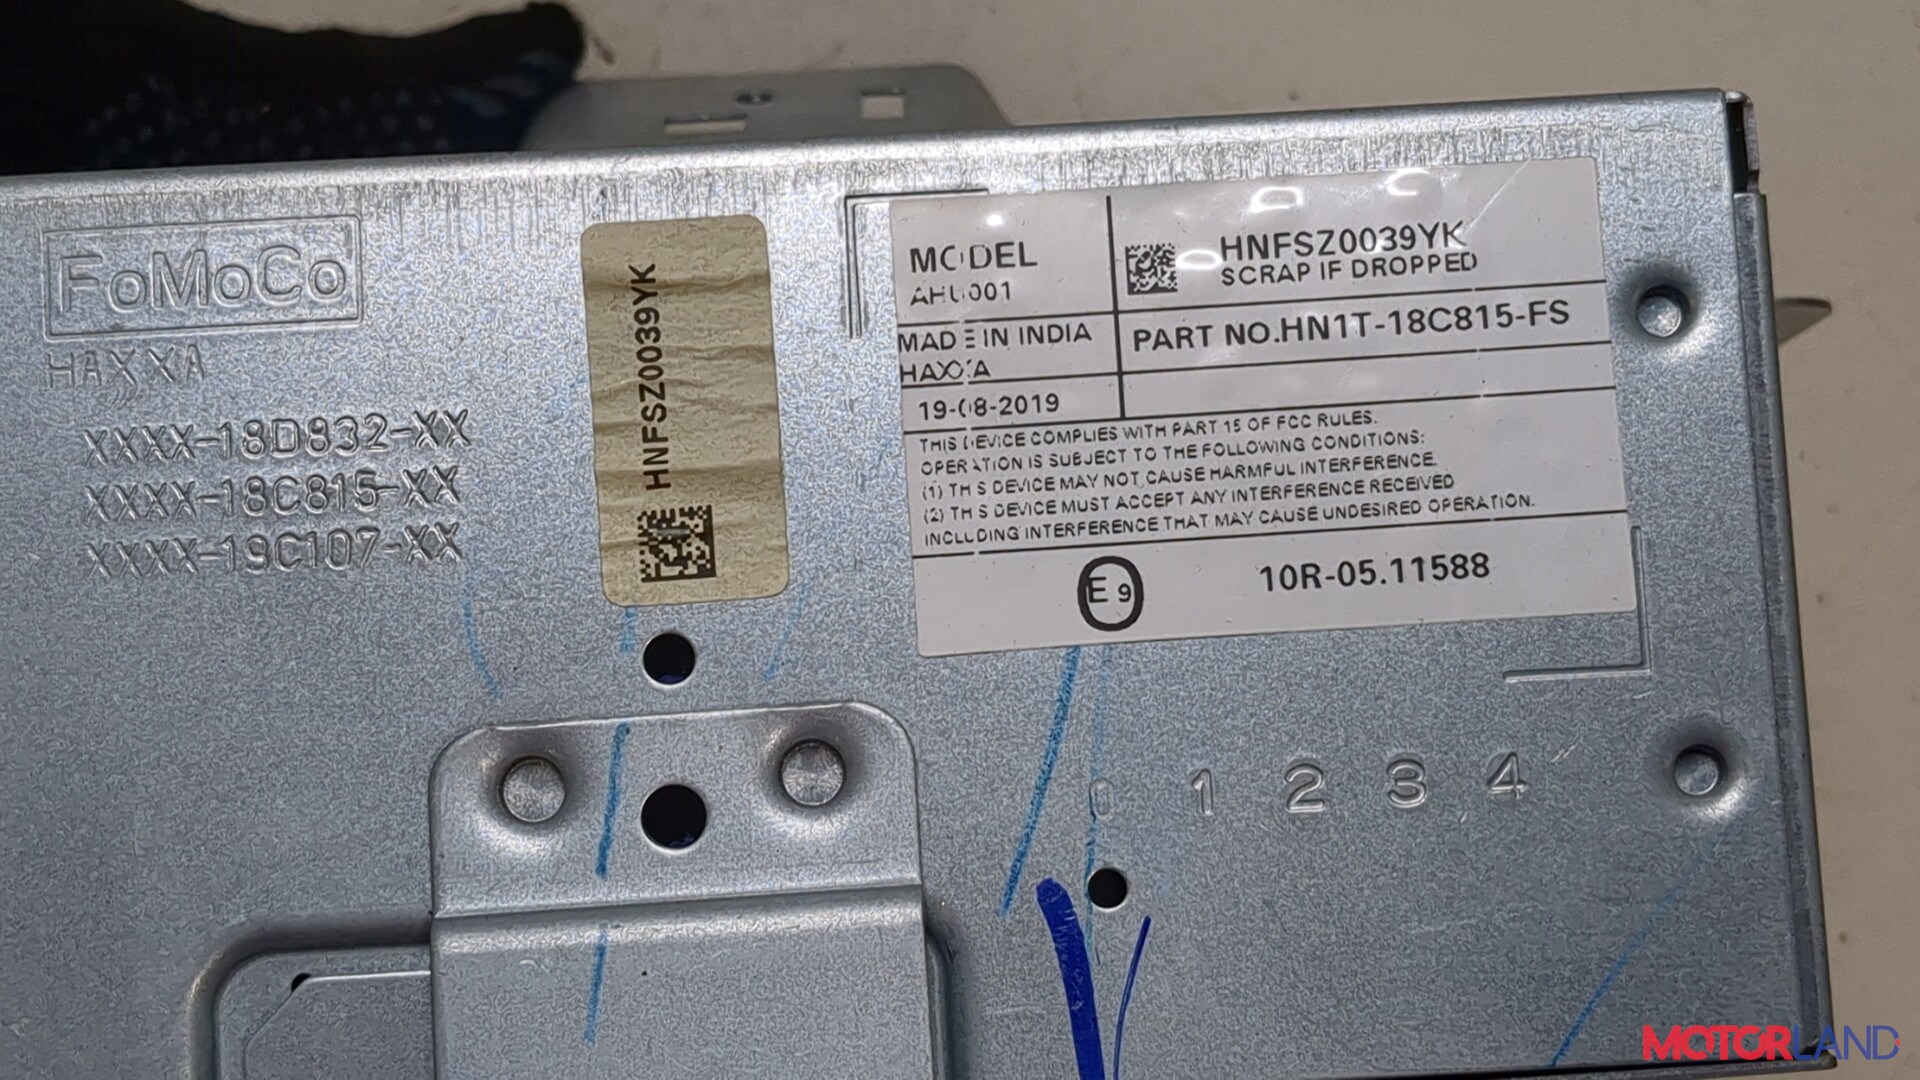 FoMoCo
HAXXA
XXXX-18D832-XX
XXXX-18C815-XX
XXXX-19C107-XX
HNFSZ0039YK
MODEL
AHU001
HNFSZ0039YK
SCRAP IF DROPPED
MADE IN INDIA
HAXXA
PART NO.HN1T-18C815-FS
19-08-2019
THIS DEVICE COMPLIES WITH PART 15 OF FCC RULES.
OPERATION IS SUBJECT TO THE FOLLOWING CONDITIONS:
(1) THIS DEVICE MAY NOT CAUSE HARMFUL INTERFERENCE.
(2) THIS DEVICE MUST ACCEPT ANY INTERFERENCE RECEIVED
INCLUDING INTERFERENCE THAT MAY CAUSE UNDESIRED OPERATION.
E9 10R-05.11588
0 1 2 3 4
MOTORLAND